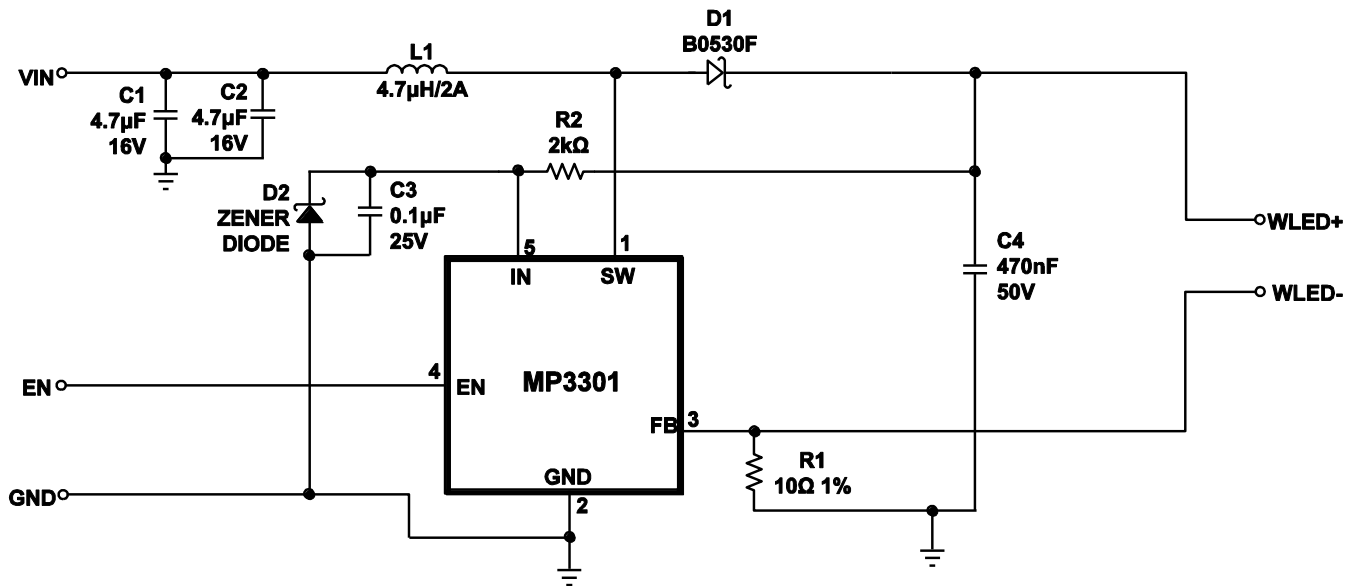 D1
B0530F
VIN
L1
4.7µH/2A
C1
4.7µF
16V
C2
4.7µF
16V
R2
2kΩ
D2
ZENER
DIODE
C3
0.1µF
25V
5
IN
1
SW
WLED+
C4
470nF
50V
WLED-
EN
4
EN
MP3301
FB
3
R1
10Ω 1%
GND
GND
2